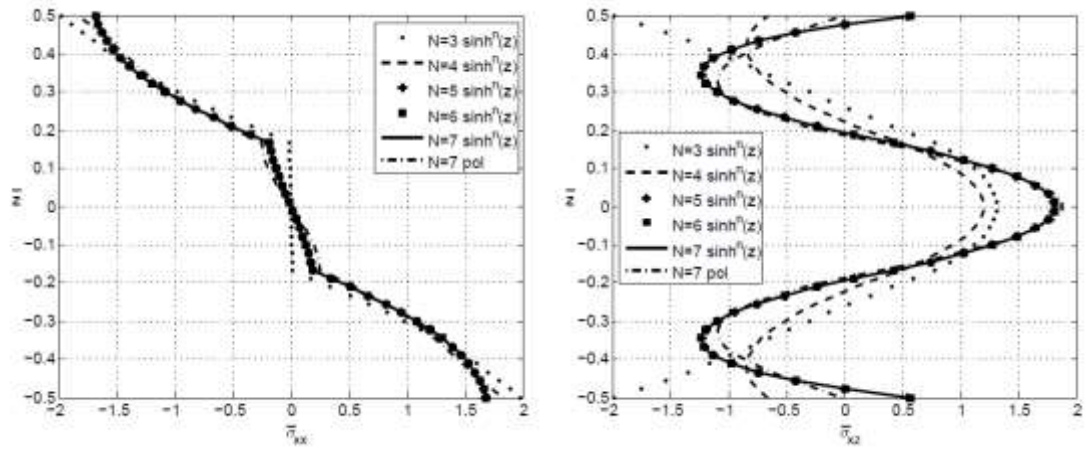 0.5
0.4
0.3
0.2
0.1
0
−0.1
−0.2
−0.3
−0.4
−0.5
−2 −1.5 −1 −0.5 0 0.5 1 1.5 2
z̄
σ̄xx
N=3 sinhⁿ(z)
N=4 sinhⁿ(z)
N=5 sinhⁿ(z)
N=6 sinhⁿ(z)
N=7 sinhⁿ(z)
N=7 pol
0.5
0.4
0.3
0.2
0.1
0
−0.1
−0.2
−0.3
−0.4
−0.5
−2 −1.5 −1 −0.5 0 0.5 1 1.5 2
z̄
σ̄xz
N=3 sinhⁿ(z)
N=4 sinhⁿ(z)
N=5 sinhⁿ(z)
N=6 sinhⁿ(z)
N=7 sinhⁿ(z)
N=7 pol